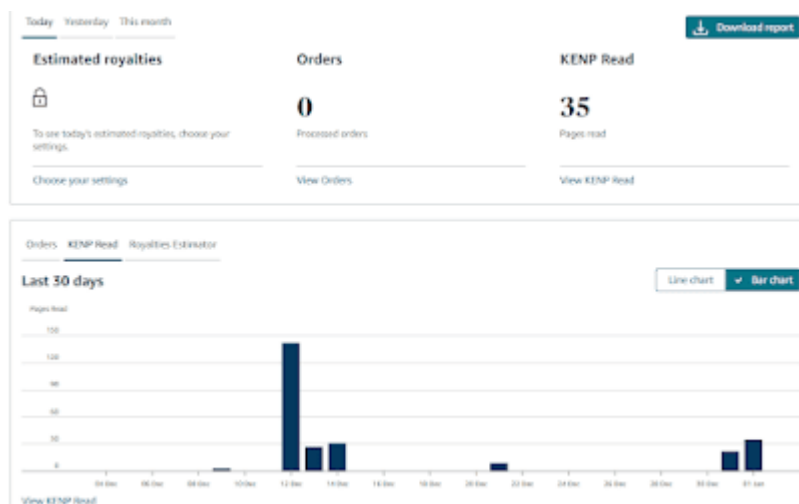 Today Yesterday This month
Download report
Estimated royalties Orders KENP Read
0 35
To see today's estimated royalties, choose your settings. Processed orders Pages read
Choose your settings View Orders View KENP Read
Orders KENP Read Royalties Estimator
Last 30 days
Line chart Bar chart
Pages Read
150
120
90
60
30
0
04 Dec 06 Dec 08 Dec 10 Dec 12 Dec 14 Dec 16 Dec 18 Dec 20 Dec 22 Dec 24 Dec 26 Dec 28 Dec 30 Dec 01 Jan
View KENP Read